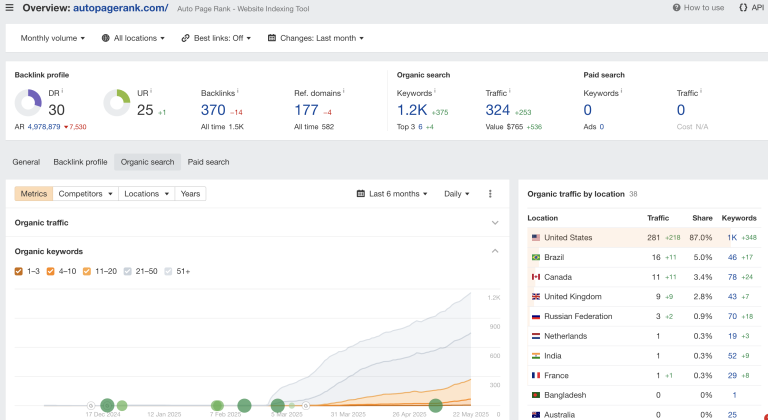 Overview: autopagerank.com/ Auto Page Rank - Website Indexing Tool How to use {} API
Monthly volume All locations Best links: Off Changes: Last month
Backlink profile Organic search Paid search
DR i UR i Backlinks i Ref. domains i Keywords i Traffic i Keywords i Traffic i
30 25 +1 370 −14 177 −4 1.2K +375 324 +253 0 0
AR 4,978,879 7,530 All time 1.5K All time 582 Top 3 6 +4 Value $765 +536 Ads 0 Cost N/A
General Backlink profile Organic search Paid search
Metrics Competitors Locations Years Last 6 months Daily
Organic traffic
Organic keywords
1–3 4–10 11–20 21–50 51+
1.2K
900
600
300
0
17 Dec 2024 12 Jan 2025 7 Feb 2025 5 Mar 2025 31 Mar 2025 26 Apr 2025 22 May 2025
Organic traffic by location 38
Location Traffic Share Keywords
United States 281 +218 87.0% 1K +348
Brazil 16 +11 5.0% 46 +17
Canada 11 +11 3.4% 78 +24
United Kingdom 9 +9 2.8% 43 +7
Russian Federation 3 +2 0.9% 70 +18
Netherlands 1 0.3% 19 +3
India 1 0.3% 52 +9
France 1 +1 0.3% 29 +8
Bangladesh 0 0% 1
Australia 0 0% 25